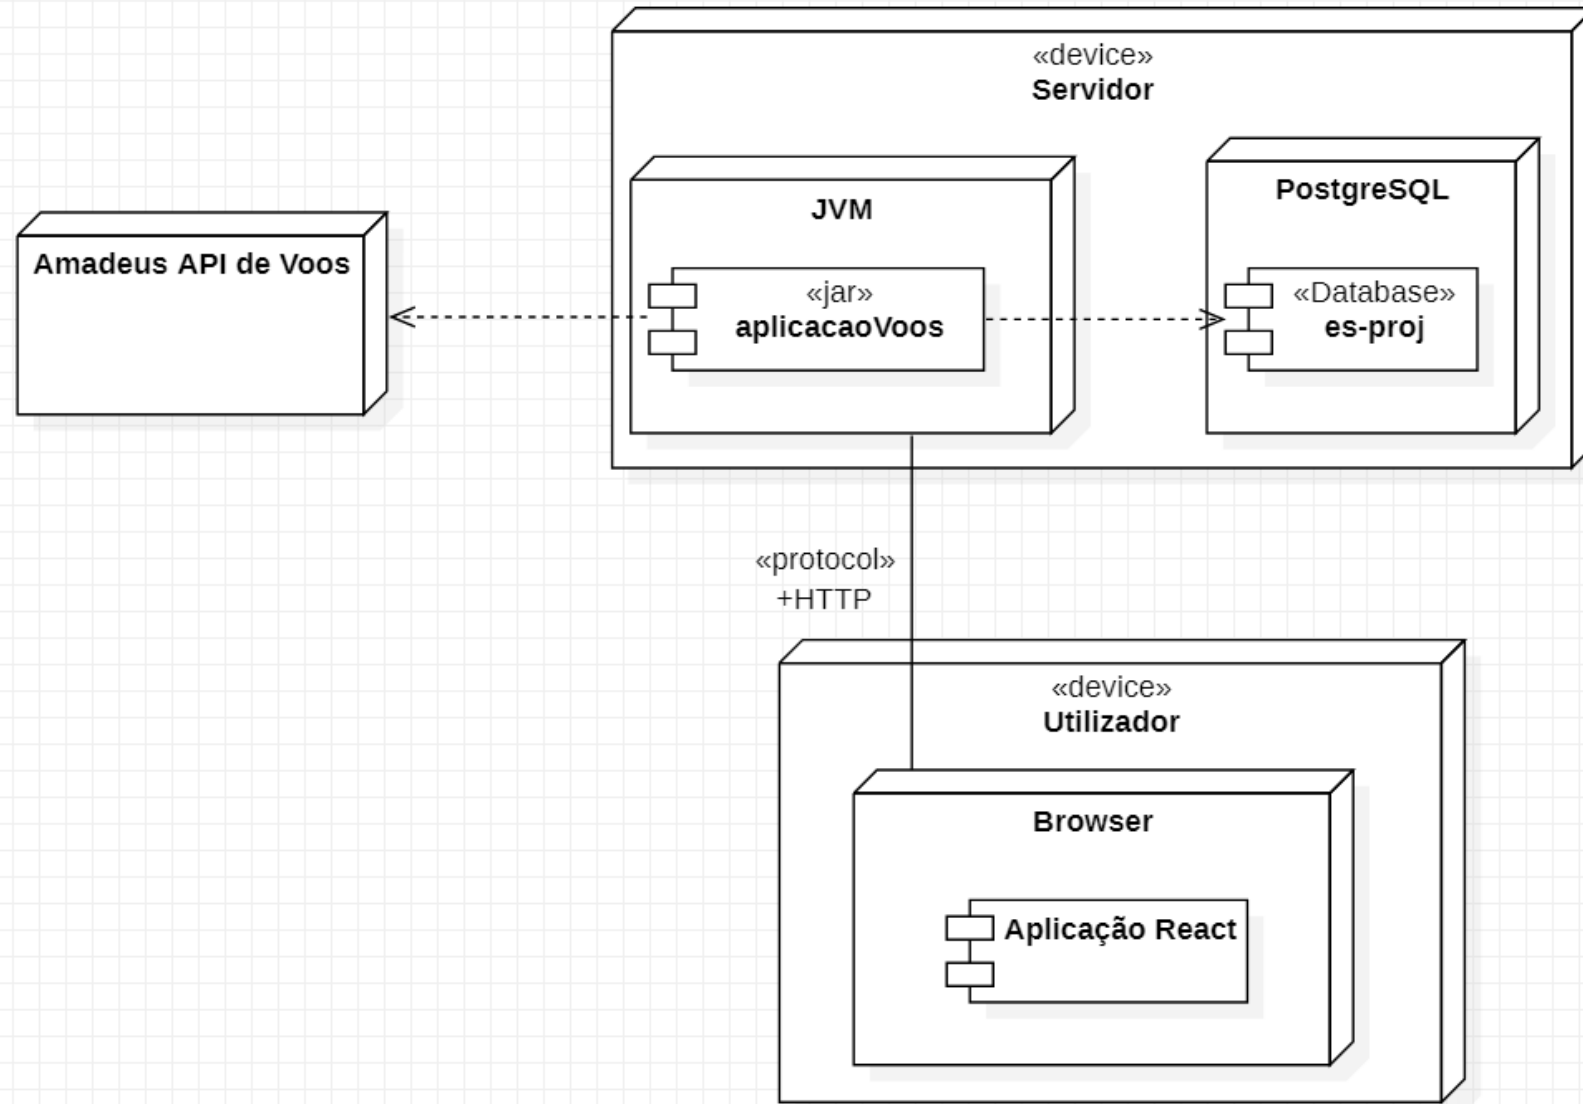 «device»
Servidor
JVM
PostgreSQL
Amadeus API de Voos
«jar»
aplicacaoVoos
«Database»
es-proj
«protocol»
+HTTP
«device»
Utilizador
Browser
Aplicação React